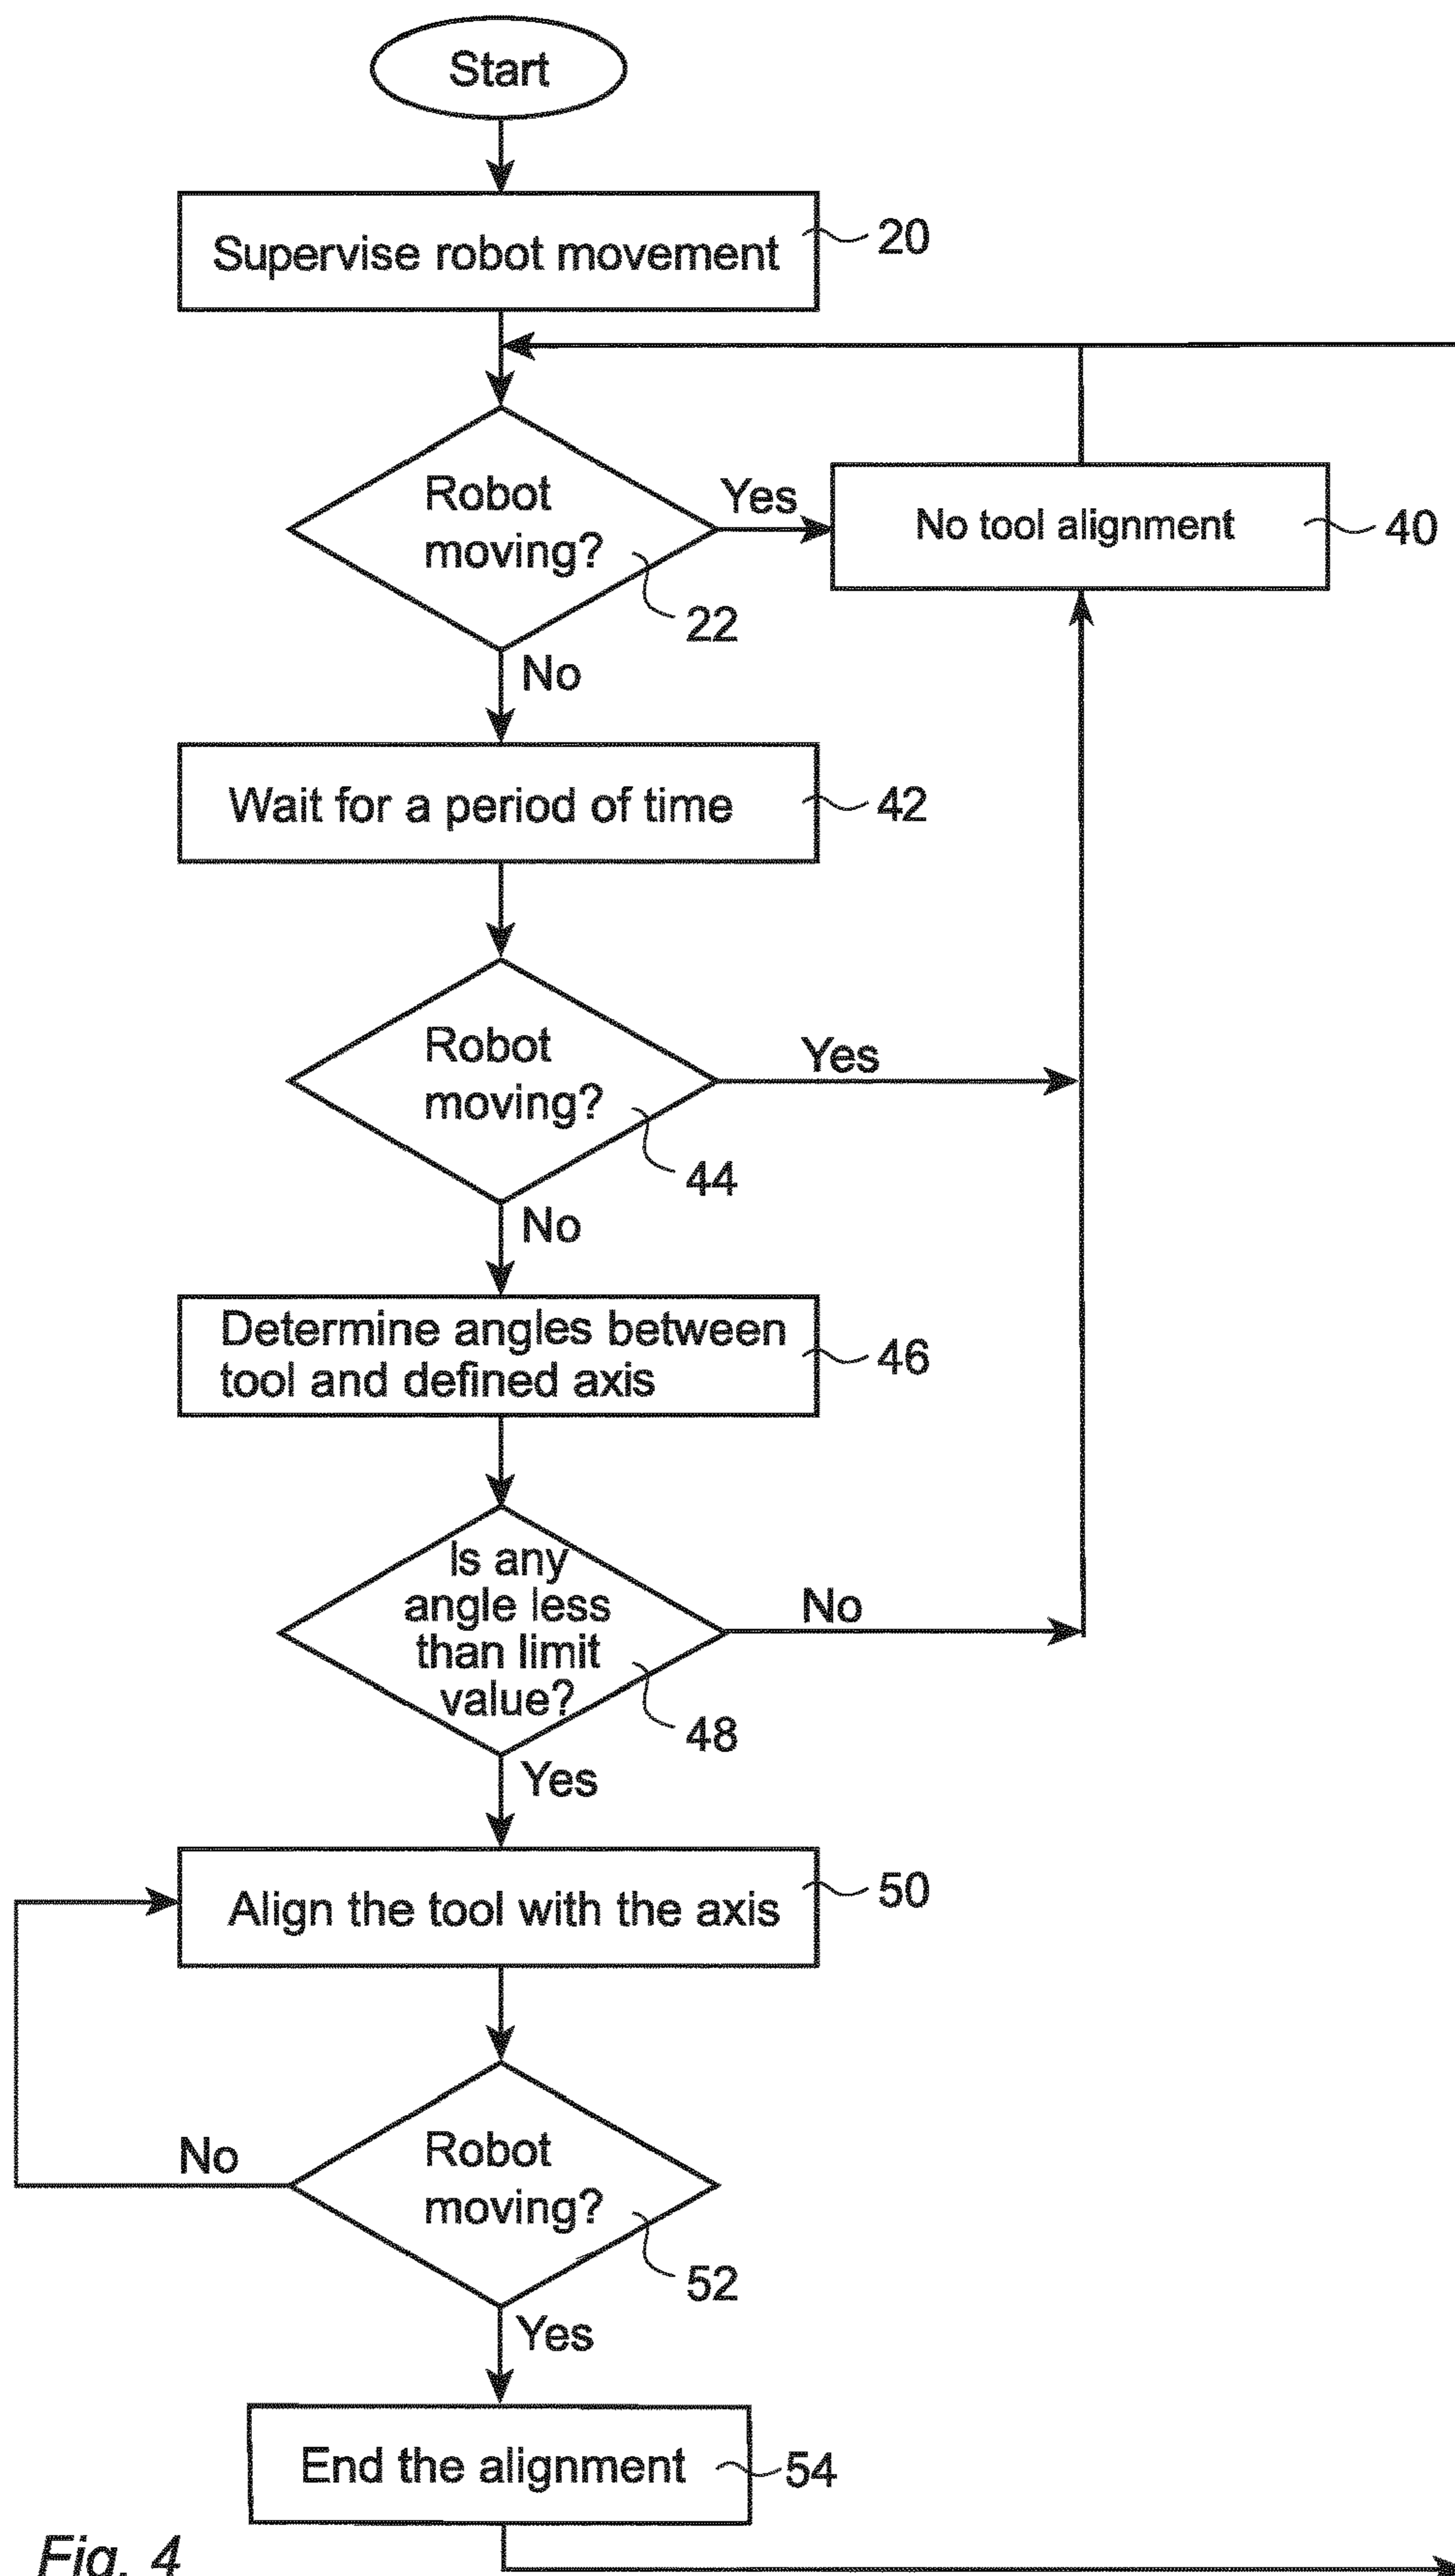 Start
Supervise robot movement
20
Robot
moving?
Yes
22
No tool alignment
40
No
Wait for a period of time
42
Robot
moving?
Yes
44
No
Determine angles between
tool and defined axis
46
Is any
angle less
than limit
value?
No
48
Yes
Align the tool with the axis
50
Robot
moving?
No
52
Yes
End the alignment
54
Fig. 4